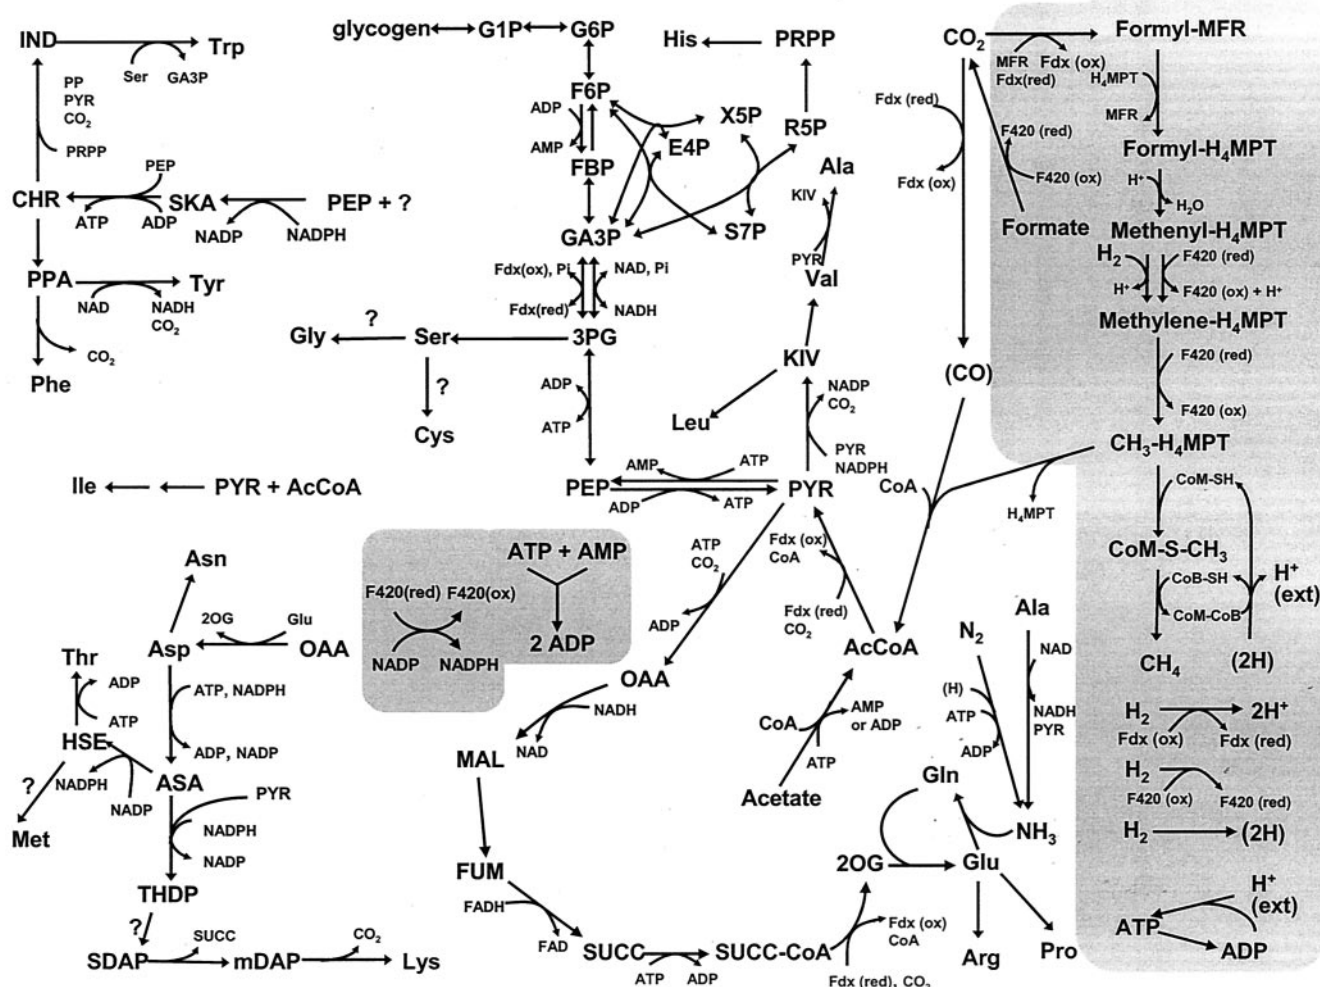 glycogen G1P G6P
IND Trp
Ser GA3P
PP
PYR
CO₂
PRPP
CHR
PEP
ATP ADP
SKA
NADP NADPH
PEP + ?
PPA Tyr
NAD NADH
CO₂
CO₂
Phe
F6P
ADP
AMP
FBP
X5P
E4P
S7P
GA3P
His PRPP
R5P
Ala
KIV
PYR
Val
Fdx(ox), Pi NAD, Pi
Fdx(red) NADH
Gly ? Ser 3PG
?
Cys
ADP
ATP
KIV
Leu
NADP
CO₂
PYR
NADPH
AMP ATP
PEP PYR
ADP ATP
Ile PYR + AcCoA
CO₂ Formyl-MFR
MFR Fdx (ox)
Fdx(red)
H₄MPT
MFR
Fdx (red)
Fdx (ox)
F420 (red)
F420 (ox)
Formate
Formyl-H₄MPT
H⁺
H₂O
Methenyl-H₄MPT
H₂ F420 (red)
H⁺ F420 (ox) + H⁺
Methylene-H₄MPT
F420 (red)
F420 (ox)
(CO)
CH₃-H₄MPT
CoA
H₄MPT
CoM-SH
CoM-S-CH₃
CoB-SH H⁺
(ext)
CoM-CoB
CH₄ (2H)
Asn
2OG Glu
Asp OAA
Thr
ADP
ATP
ATP, NADPH
ADP, NADP
HSE
?
NADPH
NADP
ASA
Met
PYR
NADPH
NADP
THDP
?
SUCC CO₂
SDAP mDAP Lys
F420(red) F420(ox)
NADP NADPH
ATP + AMP
2 ADP
ATP
CO₂
ADP
Fdx (ox)
CoA
Fdx (red)
CO₂
AcCoA
OAA
NADH
NAD
MAL
CoA AMP
or ADP
ATP
Acetate
N₂ Ala
(H)
ATP
ADP
NAD
NADH
PYR
Gln
NH₃
FUM 2OG Glu
FADH
FAD
SUCC SUCC-CoA
ATP ADP
Fdx (ox)
CoA
Fdx (red), CO₂
Arg Pro
H₂ 2H⁺
Fdx (ox) Fdx (red)
H₂
F420 (ox) F420 (red)
H₂ (2H)
H⁺
(ext)
ATP ADP